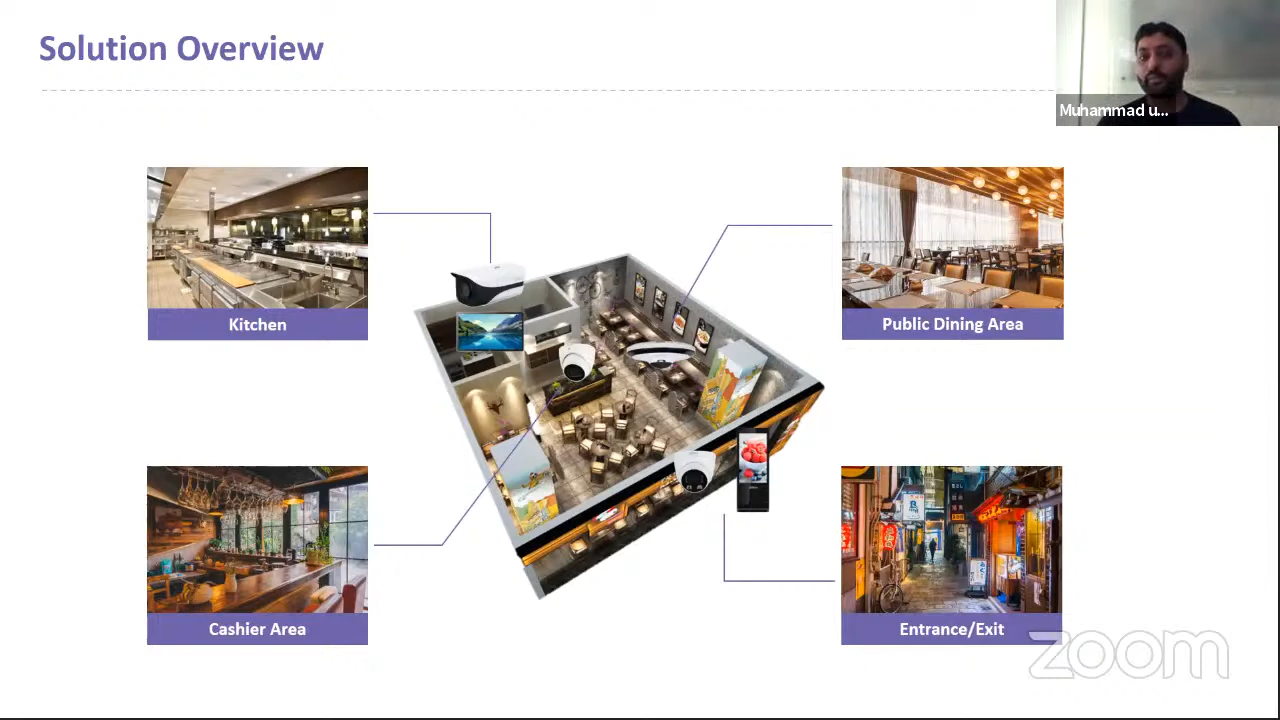 Solution Overview
Muhammad u...
Kitchen
Public Dining Area
Cashier Area
Entrance/Exit
zoom